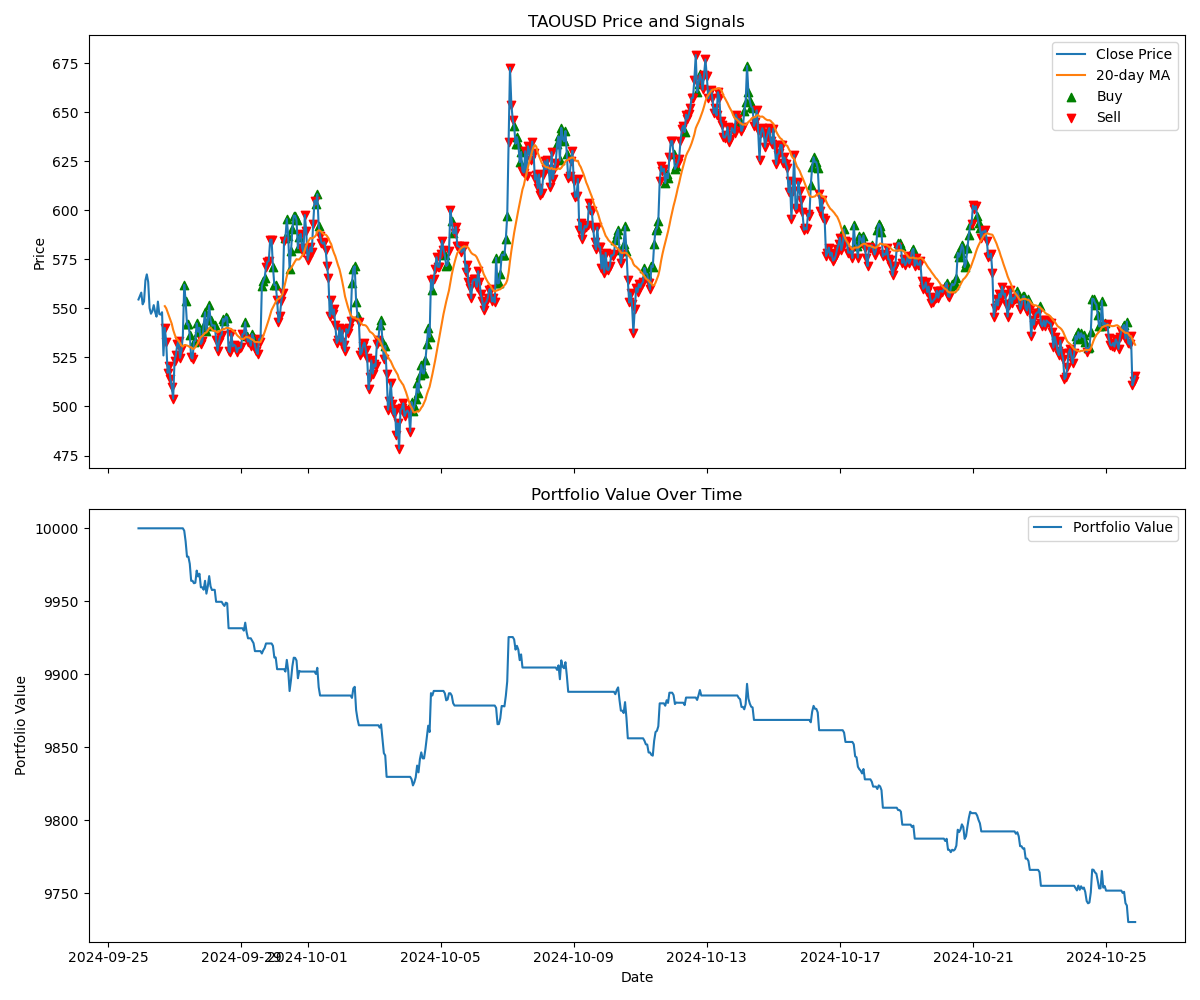 TAOUSD Price and Signals
Close Price
20-day MA
Buy
Sell
Price
675
650
625
600
575
550
525
500
475
Portfolio Value Over Time
Portfolio Value
Portfolio Value
10000
9950
9900
9850
9800
9750
2024-09-25
2024-09-29
2024-10-01
2024-10-05
2024-10-09
2024-10-13
2024-10-17
2024-10-21
2024-10-25
Date